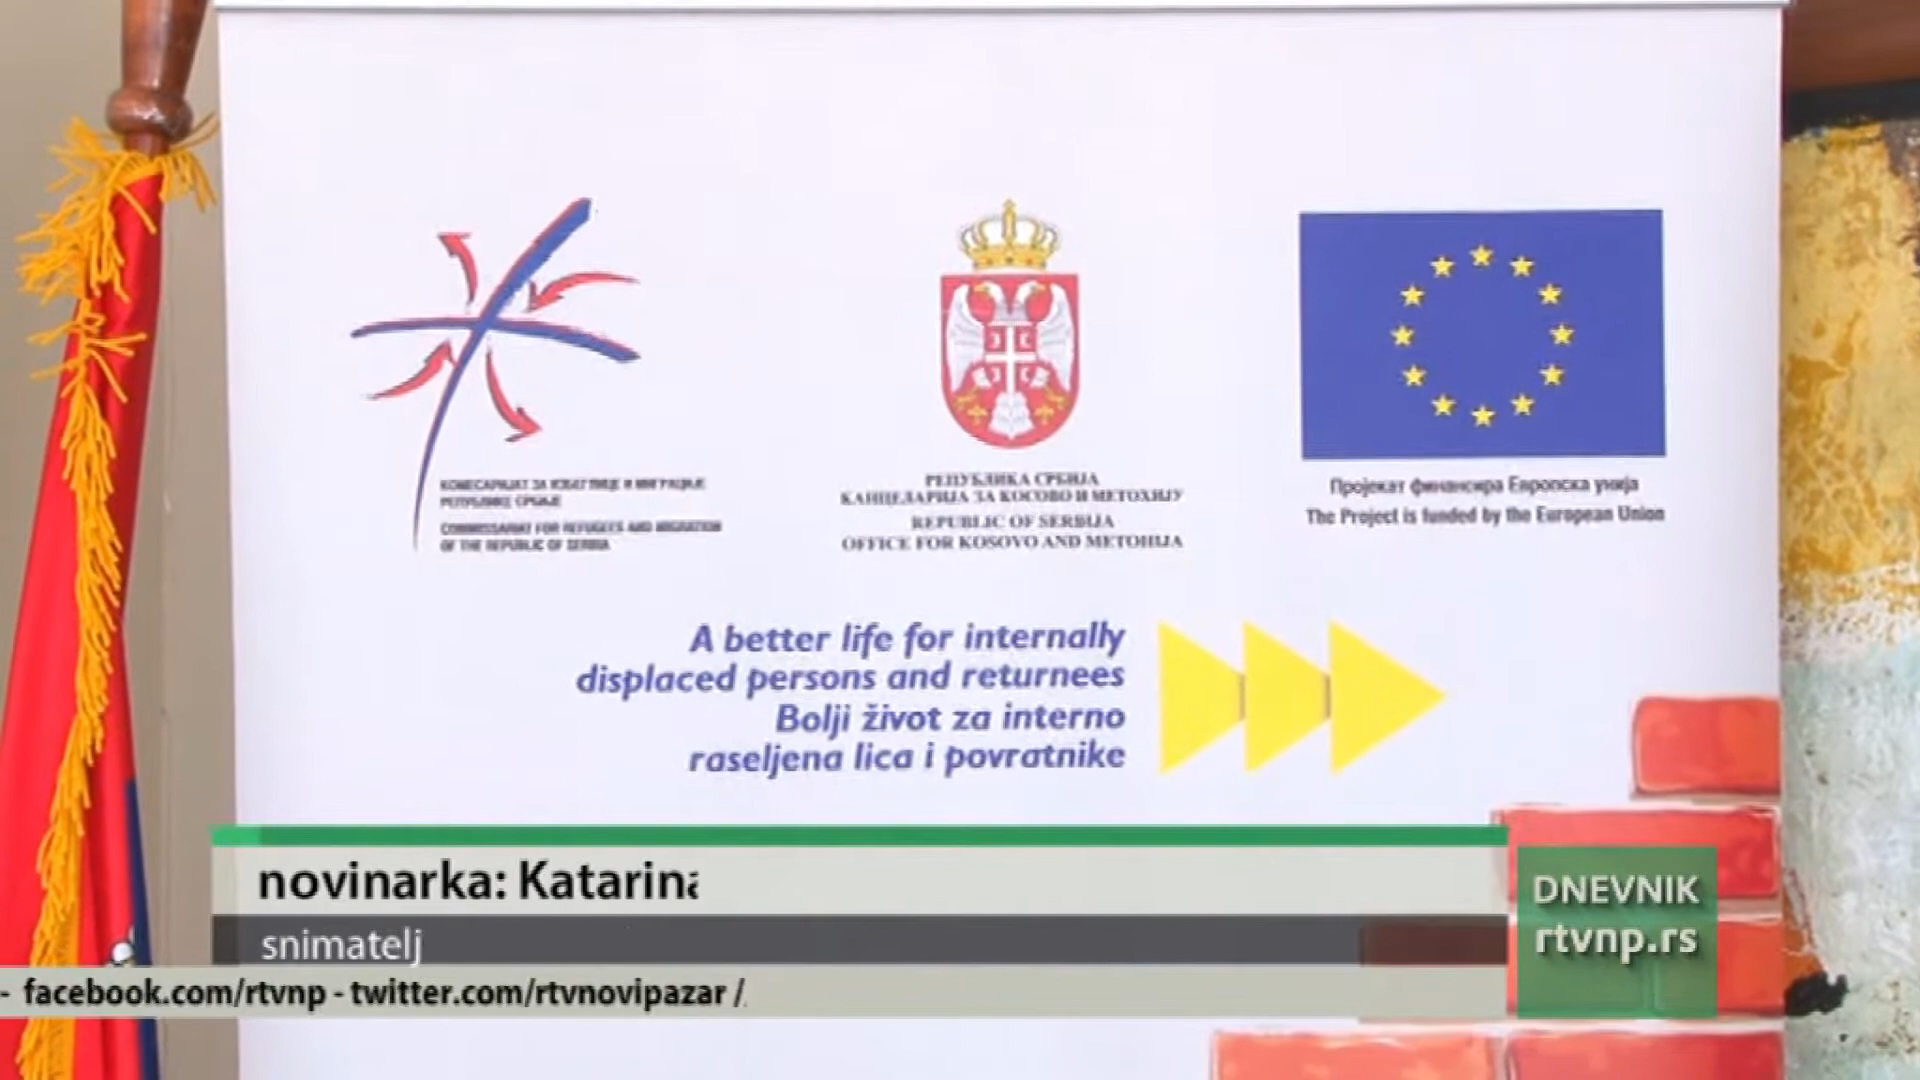 КОМЕСАРИЈАТ ЗА ИЗБЕГЛИЦЕ И МИГРАЦИЈЕ
РЕПУБЛИКЕ СРБИЈЕ
COMMISSARIAT FOR REFUGEES AND MIGRATION
OF THE REPUBLIC OF SERBIA
РЕПУБЛИКА СРБИЈА
КАНЦЕЛАРИЈА ЗА КОСОВО И МЕТОХИЈУ
REPUBLIC OF SERBIJA
OFFICE FOR KOSOVO AND METOHIJA
Пројекат финансира Европска унија
The Project is funded by the European Union
A better life for internally
displaced persons and returnees
Bolji život za interno
raseljena lica i povratnike
novinarka: Katarina
snimatelj
- facebook.com/rtvnp - twitter.com/rtvnovipazar /
DNEVNIK
rtvnp.rs